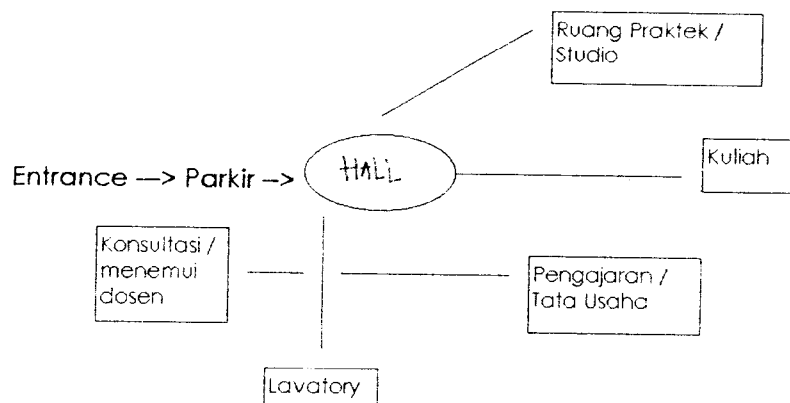 Ruang Praktek /
Studio
Entrance —> Parkir –>
HALL
Kuliah
Konsultasi /
menemui
dosen
Pengajaran /
Tata Usaha
Lavatory